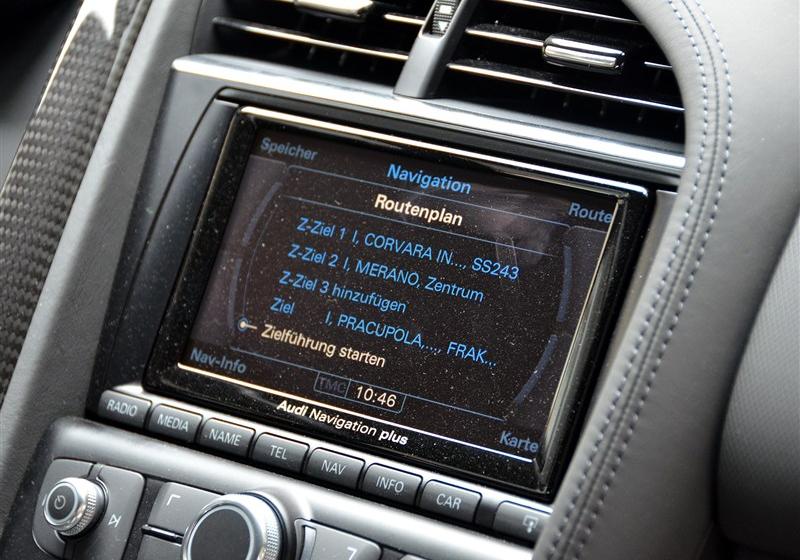 Speicher
Navigation
Route
Routenplan
Z-Ziel 1 I, CORVARA IN..., SS243
Z-Ziel 2 I, MERANO, Zentrum
Z-Ziel 3 hinzufügen
Ziel I, PRACUPOLA,..., FRAK...
Zielführung starten
Nav-Info
TMC 10:46
Karte
Audi Navigation plus
RADIO MEDIA NAME TEL NAV INFO CAR